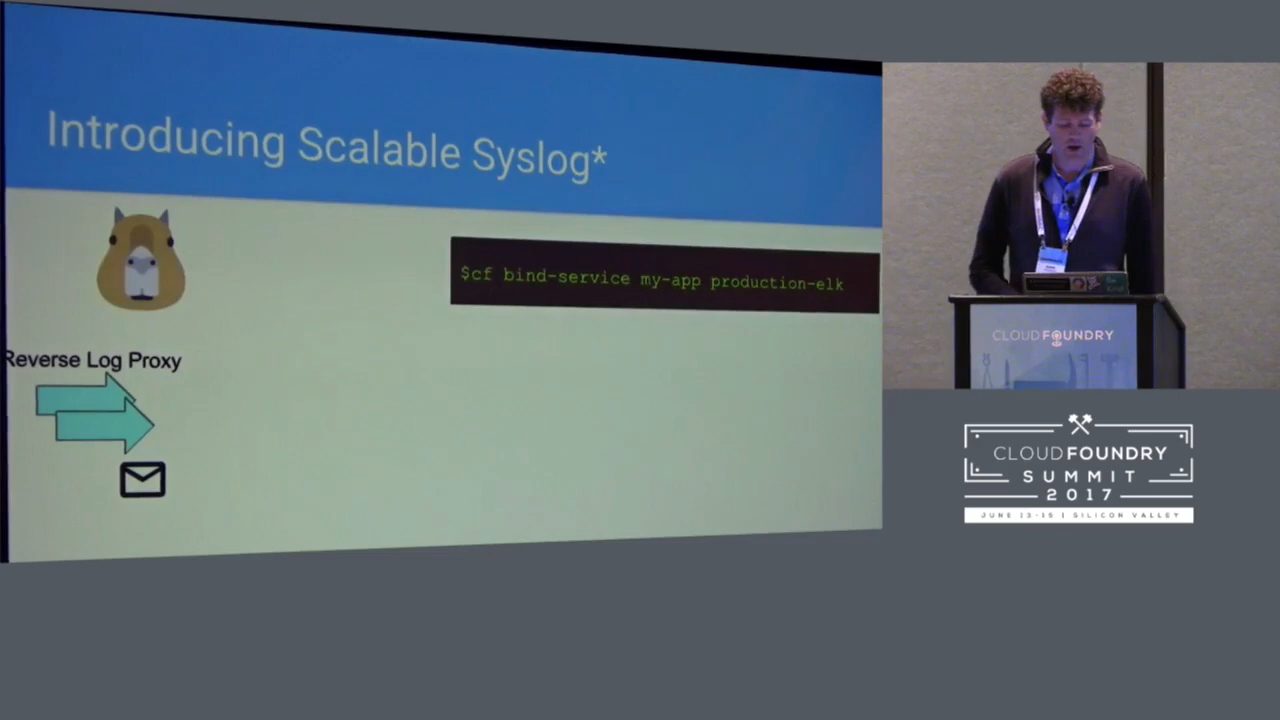 Introducing Scalable Syslog*
$cf bind-service my-app production-elk
Reverse Log Proxy
CLOUDFOUNDRY
CLOUDFOUNDRY
SUMMIT
2017
JUNE 13-15 | SILICON VALLEY